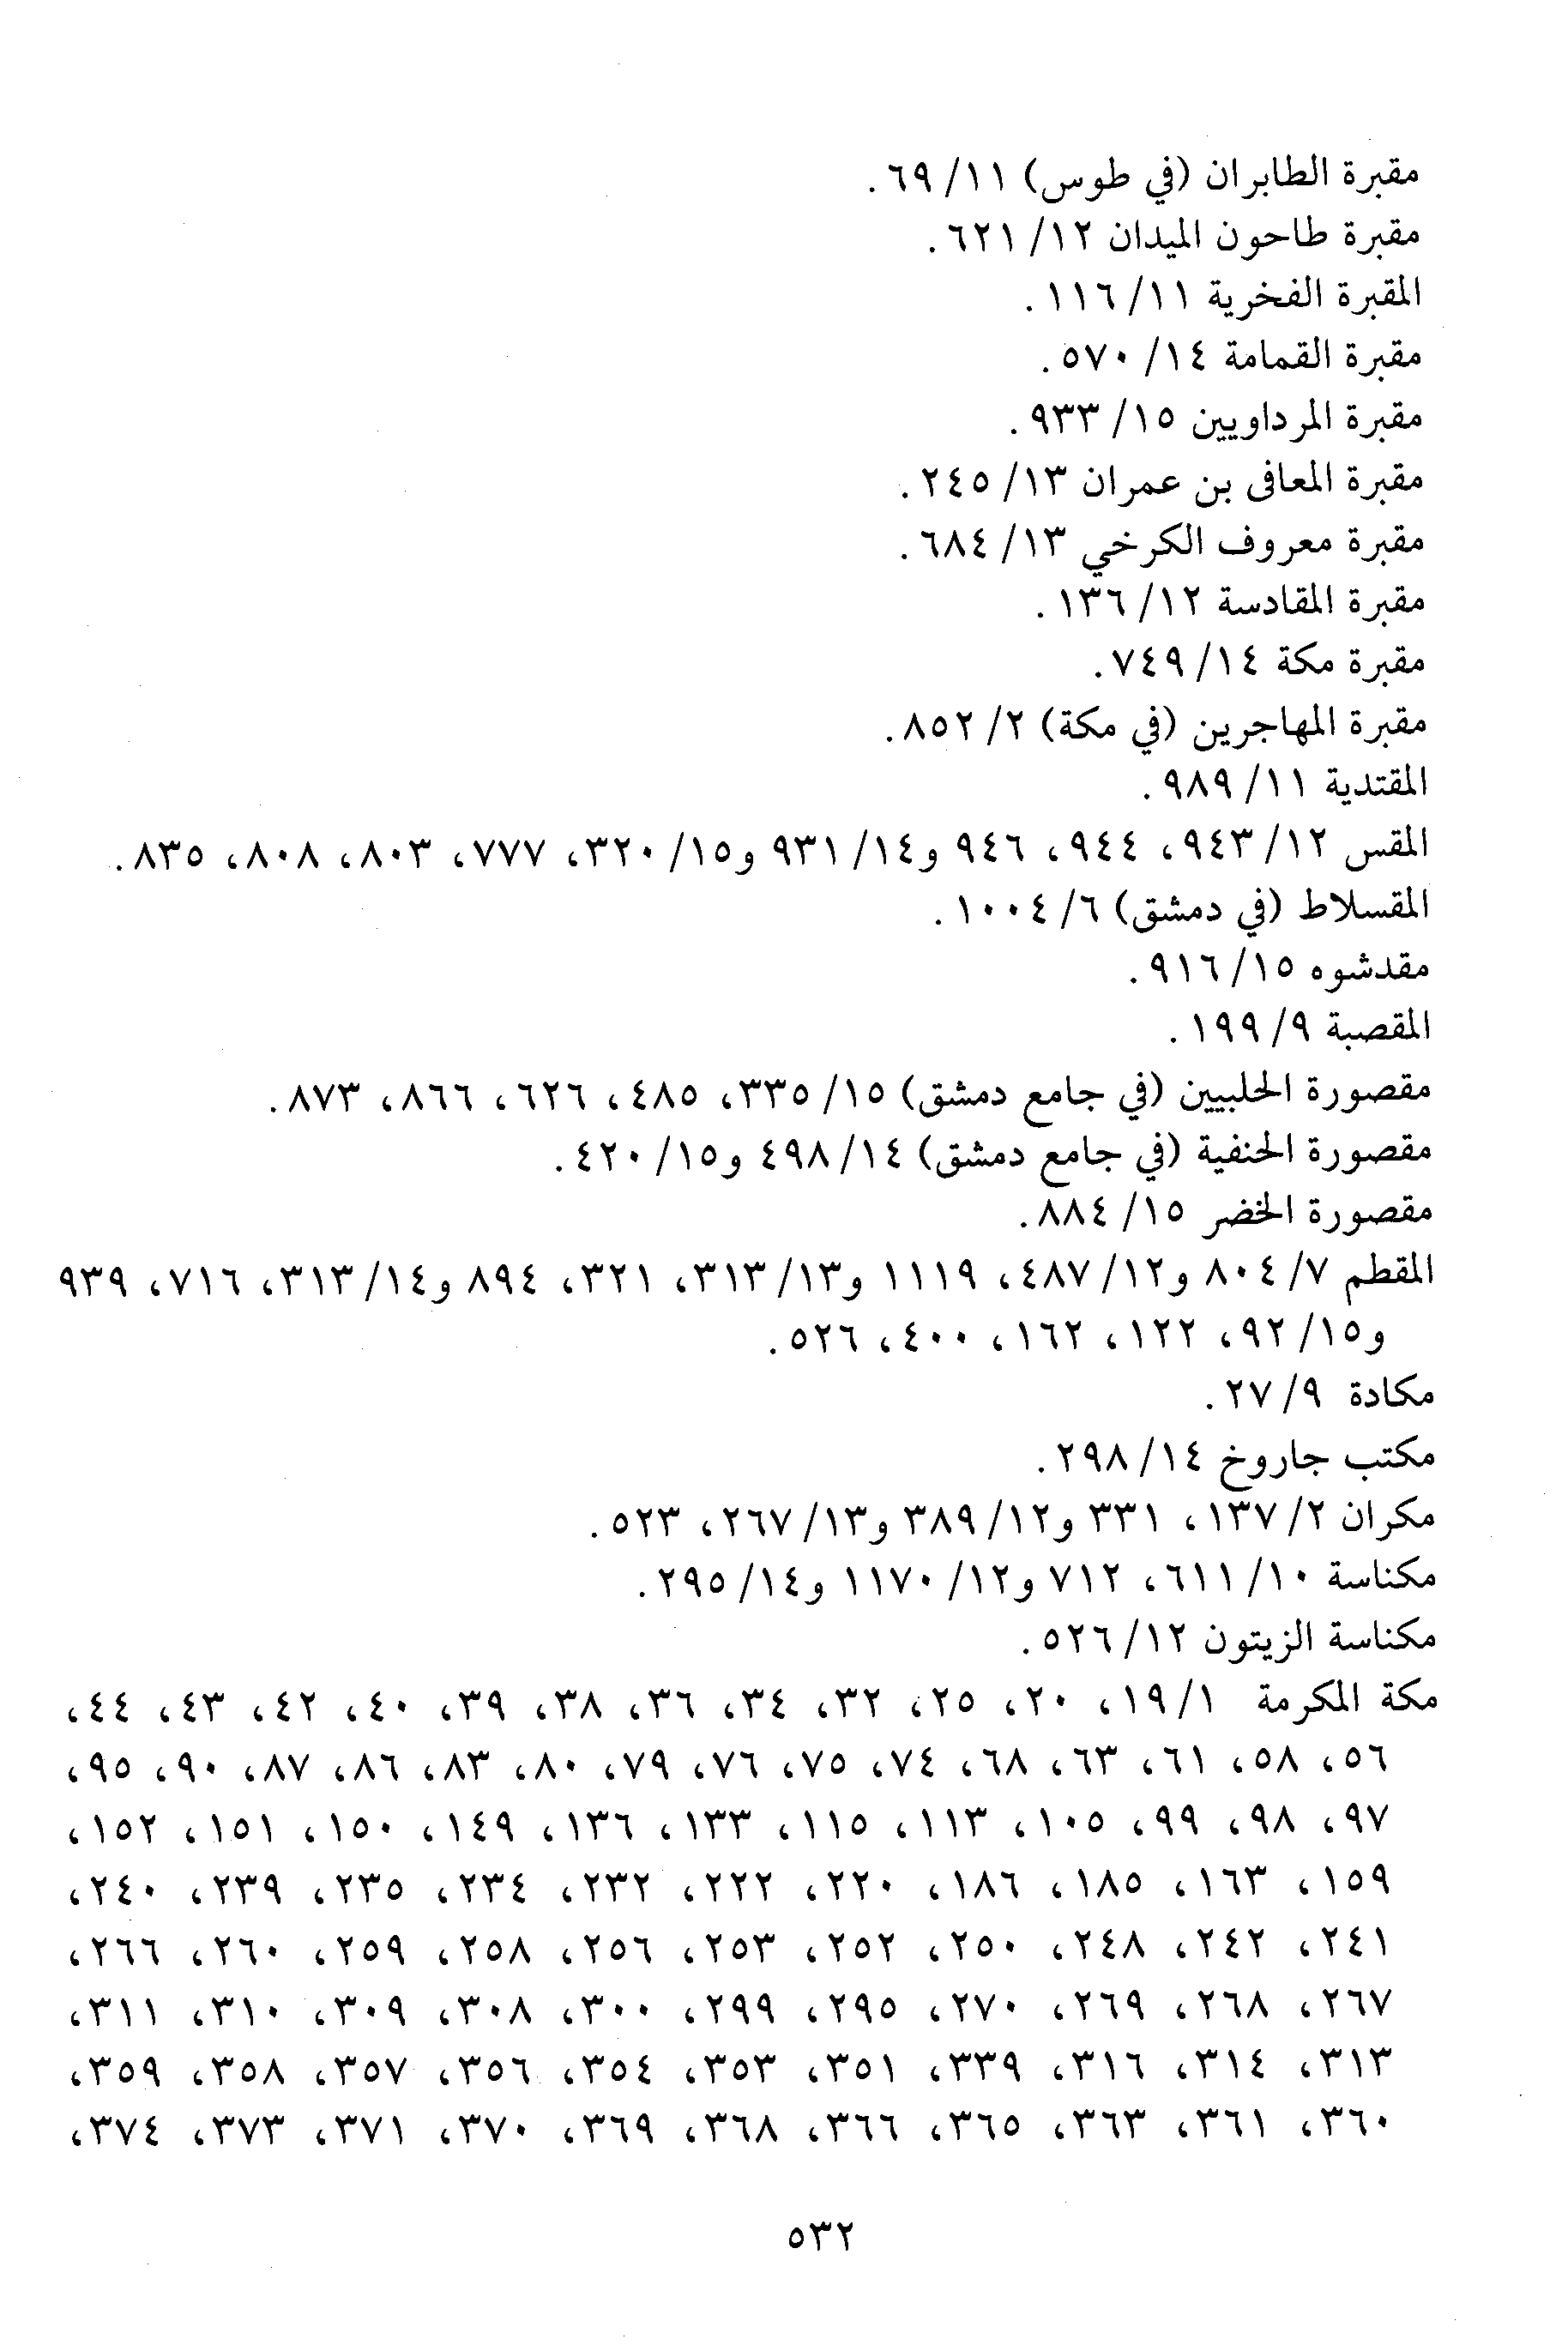 مقبرة الطابران (في طوس) ١١/ ٦٩.
مقبرة طاحون الميدان ١٢/ ٦٢١.
المقبرة الفخرية ١١/ ١١٦.
مقبرة القمامة ١٤/ ٥٧٠.
مقبرة المرداويين ١٥/ ٩٣٣.
مقبرة المعافى بن عمران ١٣/ ٢٤٥.
مقبرة معروف الكرخي ١٣/ ٦٨٤.
مقبرة المقادسة ١٢/ ١٣٦.
مقبرة مكة ١٤/ ٧٤٩.
مقبرة المهاجرين (في مكة) ٢/ ٨٥٢.
المقتدية ١١/ ٩٨٩.
المقس ١٢/ ٩٤٣، ٩٤٤، ٩٤٦ و١٤/ ٩٣١ و١٥/ ٣٢٠، ٧٧٧، ٨٠٣، ٨٠٨، ٨٣٥.
المقسلاط (في دمشق) ٦/ ١٠٠٤.
مقدشوه ١٥/ ٩١٦.
المقصبة ٩/ ١٩٩.
مقصورة الحلبيين (في جامع دمشق) ١٥/ ٣٣٥، ٤٨٥، ٦٢٦، ٨٦٦، ٨٧٣.
مقصورة الحنفية (في جامع دمشق) ١٤/ ٤٩٨ و١٥/ ٤٢٠.
مقصورة الخضر ١٥/ ٨٨٤.
المقطم ٧/ ٨٠٤ و١٢/ ٤٨٧، ١١١٩ و١٣/ ٣١٣، ٣٢١، ٨٩٤ و١٤/ ٣١٣، ٧١٦، ٩٣٩
و١٥/ ٩٢، ١٢٢، ١٦٢، ٤٠٠، ٥٢٦.
مكادة ٩/ ٢٧.
مكتب جاروخ ١٤/ ٢٩٨.
مكران ٢/ ١٣٧، ٣٣١ و١٢/ ٣٨٩ و١٣/ ٢٦٧، ٥٢٣.
مكناسة ١٠/ ٦١١، ٧١٢ و١٢/ ١١٧٠ و١٤/ ٢٩٥.
مكناسة الزيتون ١٢/ ٥٢٦.
مكة المكرمة ١/ ١٩، ٢٠، ٢٥، ٣٢، ٣٤، ٣٦، ٣٨، ٣٩، ٤٠، ٤٢، ٤٣، ٤٤،
٥٦، ٥٨، ٦١، ٦٣، ٦٨، ٧٤، ٧٥، ٧٦، ٧٩، ٨٠، ٨٣، ٨٦، ٨٧، ٩٠، ٩٥،
٩٧، ٩٨، ٩٩، ١٠٥، ١١٣، ١١٥، ١٣٣، ١٣٦، ١٤٩، ١٥٠، ١٥١، ١٥٢،
١٥٩، ١٦٣، ١٨٥، ١٨٦، ٢٢٠، ٢٢٢، ٢٣٢، ٢٣٤، ٢٣٥، ٢٣٩، ٢٤٠،
٢٤١، ٢٤٢، ٢٤٨، ٢٥٠، ٢٥٢، ٢٥٣، ٢٥٦، ٢٥٨، ٢٥٩، ٢٦٠، ٢٦٦،
٢٦٧، ٢٦٨، ٢٦٩، ٢٧٠، ٢٩٥، ٢٩٩، ٣٠٠، ٣٠٨، ٣٠٩، ٣١٠، ٣١١،
٣١٣، ٣١٤، ٣١٦، ٣٣٩، ٣٥١، ٣٥٣، ٣٥٤، ٣٥٦، ٣٥٧، ٣٥٨، ٣٥٩،
٣٦٠، ٣٦١، ٣٦٣، ٣٦٥، ٣٦٦، ٣٦٨، ٣٦٩، ٣٧٠، ٣٧١، ٣٧٣، ٣٧٤،
٥٣٢